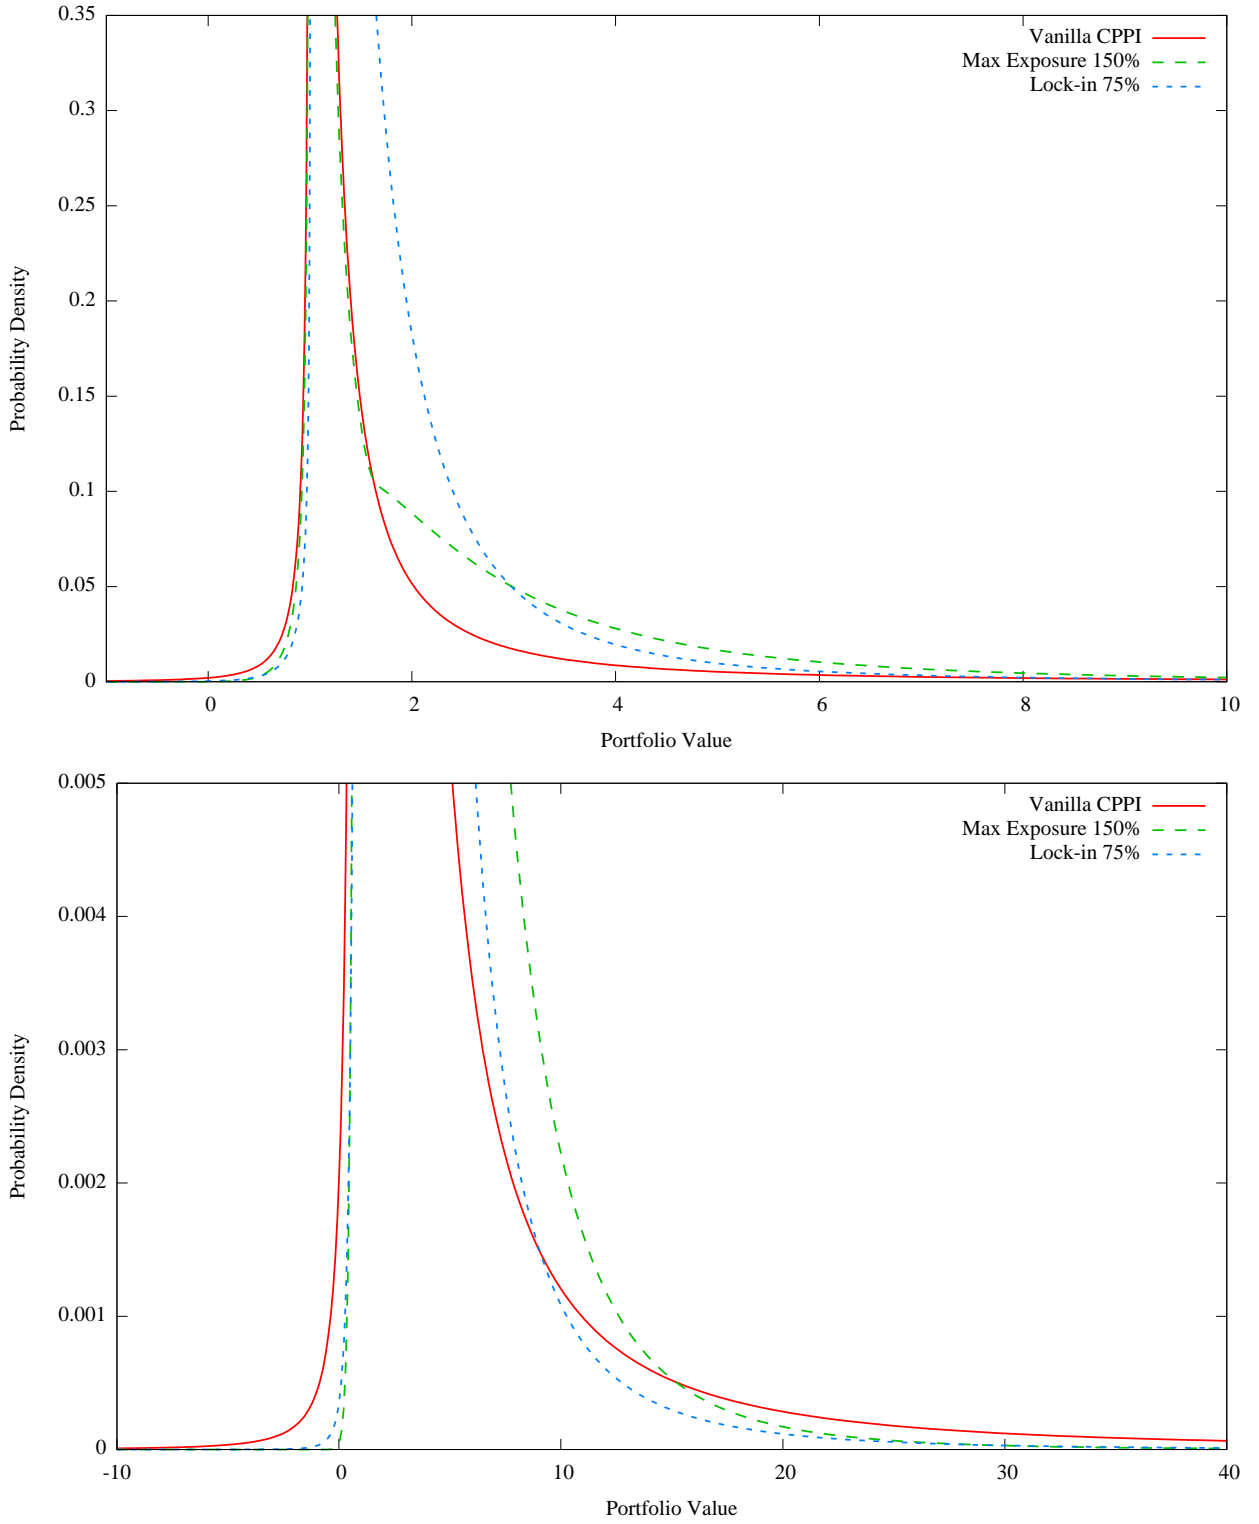 0.35
0.3
0.25
0.2
0.15
0.1
0.05
0
Probability Density
Vanilla CPPI
Max Exposure 150%
Lock-in 75%
0 2 4 6 8 10
Portfolio Value
0.005
0.004
0.003
0.002
0.001
0
Probability Density
Vanilla CPPI
Max Exposure 150%
Lock-in 75%
-10 0 10 20 30 40
Portfolio Value